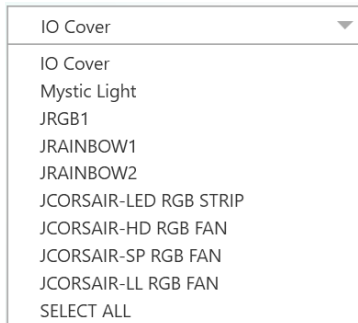 IO Cover
IO Cover
Mystic Light
JRGB1
JRAINBOW1
JRAINBOW2
JCORSAIR-LED RGB STRIP
JCORSAIR-HD RGB FAN
JCORSAIR-SP RGB FAN
JCORSAIR-LL RGB FAN
SELECT ALL